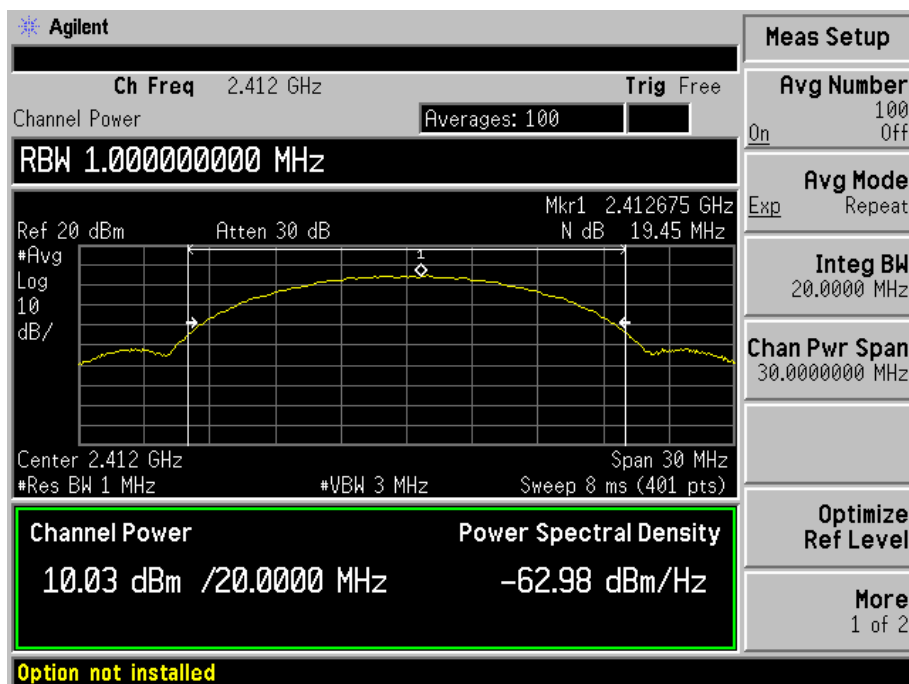 Agilent
Ch Freq 2.412 GHz Trig Free
Channel Power Averages: 100
RBW 1.000000000 MHz
Mkr1 2.412675 GHz
Ref 20 dBm Atten 30 dB N dB 19.45 MHz
#Avg
Log
10
dB/
1
Center 2.412 GHz Span 30 MHz
#Res BW 1 MHz #VBW 3 MHz Sweep 8 ms (401 pts)
Channel Power Power Spectral Density
10.03 dBm /20.0000 MHz -62.98 dBm/Hz
Option not installed
Meas Setup
Avg Number
100
On Off
Avg Mode
Exp Repeat
Integ BW
20.0000 MHz
Chan Pwr Span
30.0000000 MHz
Optimize
Ref Level
More
1 of 2